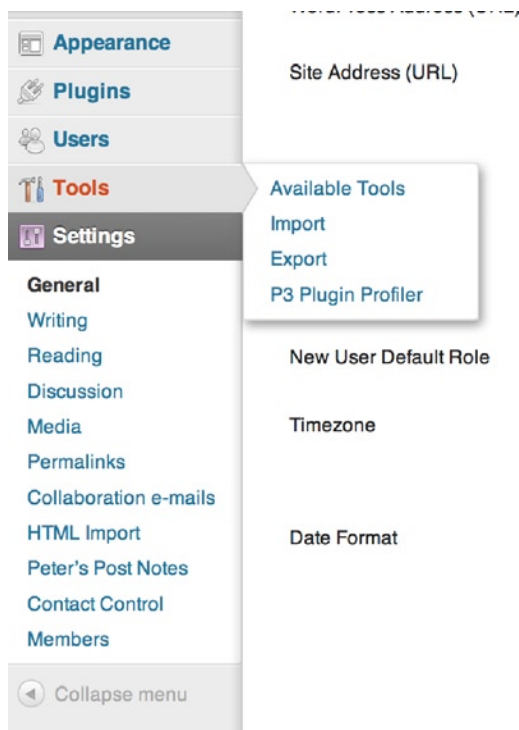 Appearance
Plugins
Users
Tools
Settings
General
Writing
Reading
Discussion
Media
Permalinks
Collaboration e-mails
HTML Import
Peter's Post Notes
Contact Control
Members
Collapse menu
Available Tools
Import
Export
P3 Plugin Profiler
Site Address (URL)
New User Default Role
Timezone
Date Format